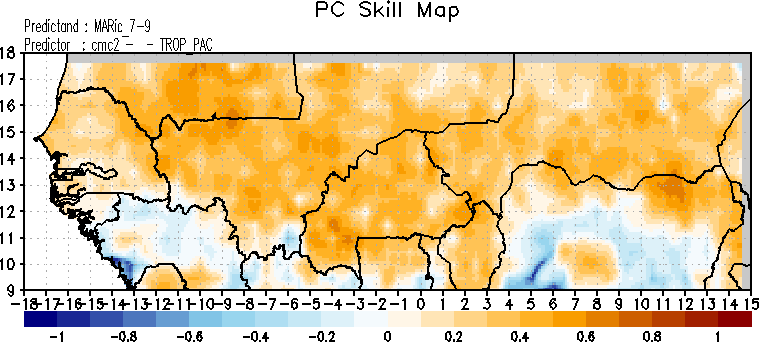 PC Skill Map
Predictand : MARic_7-9
Predictor : cmc2_- - TROP_PAC
18
17
16
15
14
13
12
11
10
9
-18 -17 -16 -15 -14 -13 -12 -11 -10 -9 -8 -7 -6 -5 -4 -3 -2 -1 0 1 2 3 4 5 6 7 8 9 10 11 12 13 14 15
-1 -0.8 -0.6 -0.4 -0.2 0 0.2 0.4 0.6 0.8 1